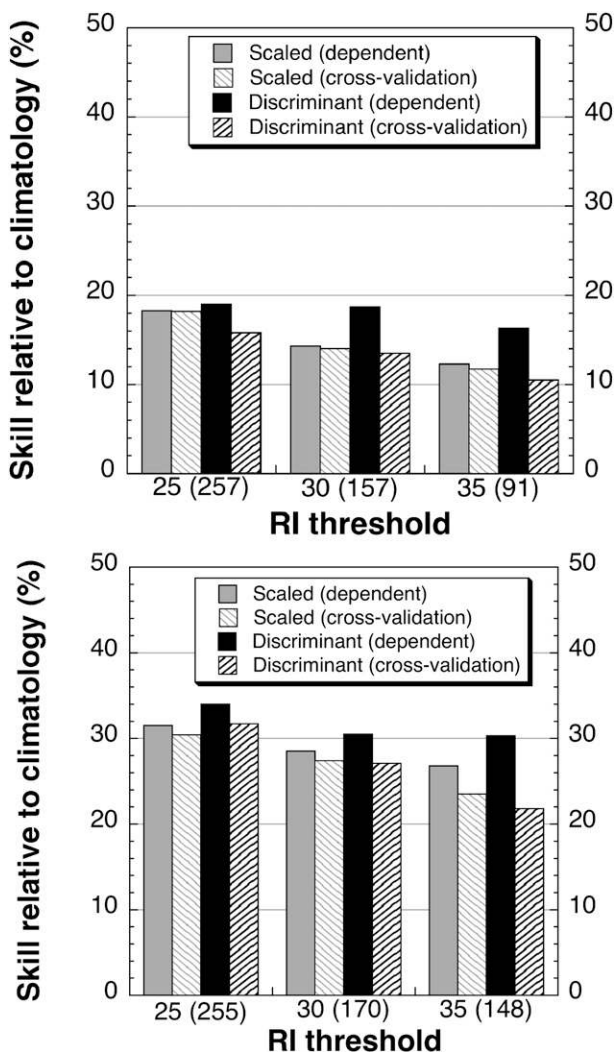 50
40
30
20
10
0
Skill relative to climatology (%)
Scaled (dependent)
Scaled (cross-validation)
Discriminant (dependent)
Discriminant (cross-validation)
50
40
30
20
10
0
25 (257) 30 (157) 35 (91)
RI threshold
50
40
30
20
10
0
Skill relative to climatology (%)
Scaled (dependent)
Scaled (cross-validation)
Discriminant (dependent)
Discriminant (cross-validation)
50
40
30
20
10
0
25 (255) 30 (170) 35 (148)
RI threshold